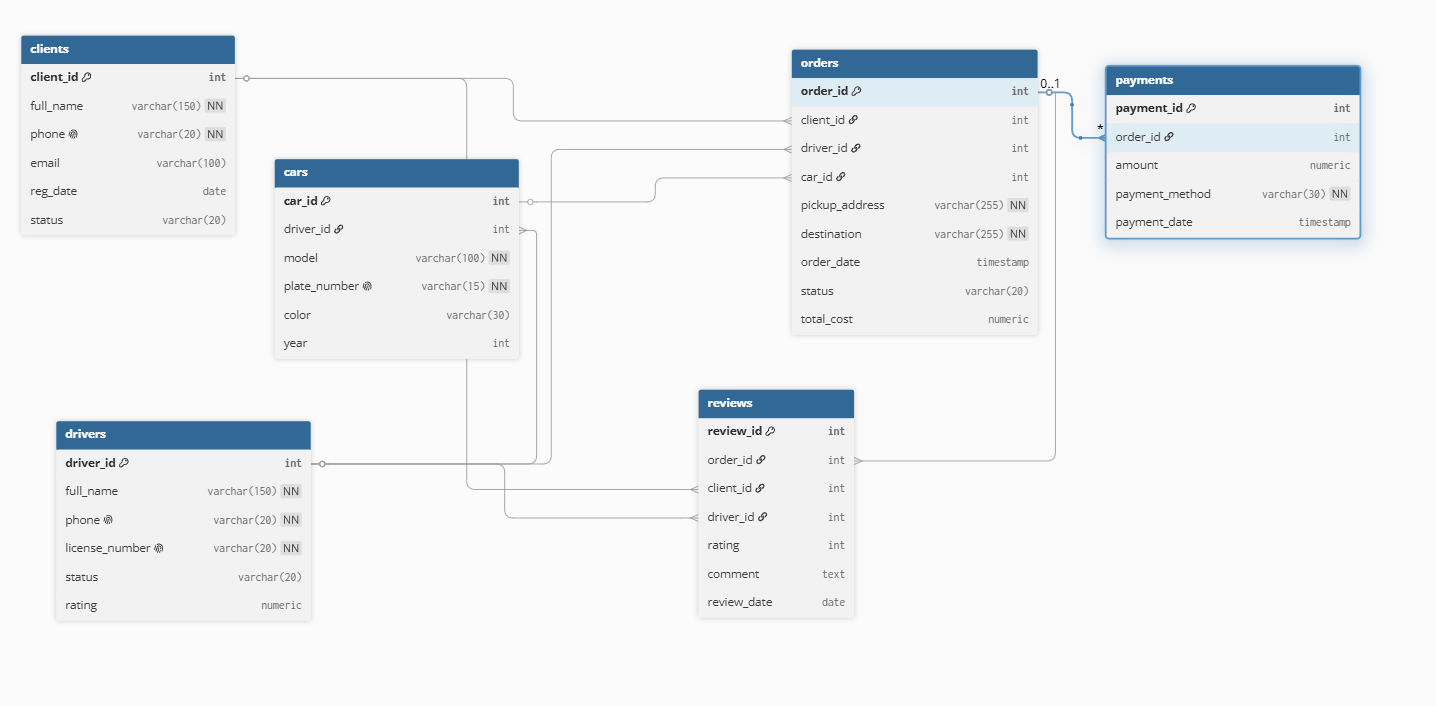 clients
client_id int
full_name varchar(150) NN
phone varchar(20) NN
email varchar(100)
reg_date date
status varchar(20)
cars
car_id int
driver_id int
model varchar(100) NN
plate_number varchar(15) NN
color varchar(30)
year int
drivers
driver_id int
full_name varchar(150) NN
phone varchar(20) NN
license_number varchar(20) NN
status varchar(20)
rating numeric
orders
order_id int
client_id int
driver_id int
car_id int
pickup_address varchar(255) NN
destination varchar(255) NN
order_date timestamp
status varchar(20)
total_cost numeric
0..1
*
payments
payment_id int
order_id int
amount numeric
payment_method varchar(30) NN
payment_date timestamp
reviews
review_id int
order_id int
client_id int
driver_id int
rating int
comment text
review_date date